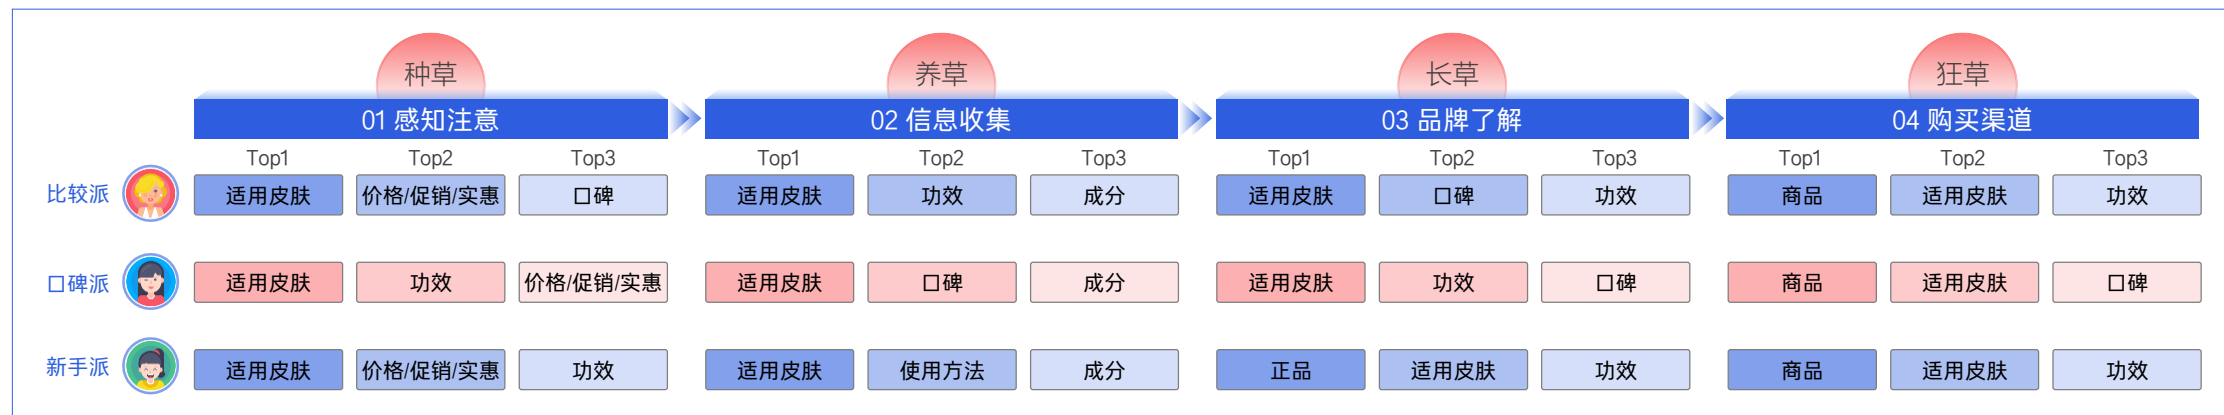 种草 养草 长草 狂草
01 感知注意 02 信息收集 03 品牌了解 04 购买渠道
Top1 Top2 Top3 Top1 Top2 Top3 Top1 Top2 Top3 Top1 Top2 Top3
比较派 适用皮肤 价格/促销/实惠 口碑 适用皮肤 功效 成分 适用皮肤 口碑 功效 商品 适用皮肤 功效
口碑派 适用皮肤 功效 价格/促销/实惠 适用皮肤 口碑 成分 适用皮肤 功效 口碑 商品 适用皮肤 口碑
新手派 适用皮肤 价格/促销/实惠 功效 适用皮肤 使用方法 成分 正品 适用皮肤 功效 商品 适用皮肤 功效